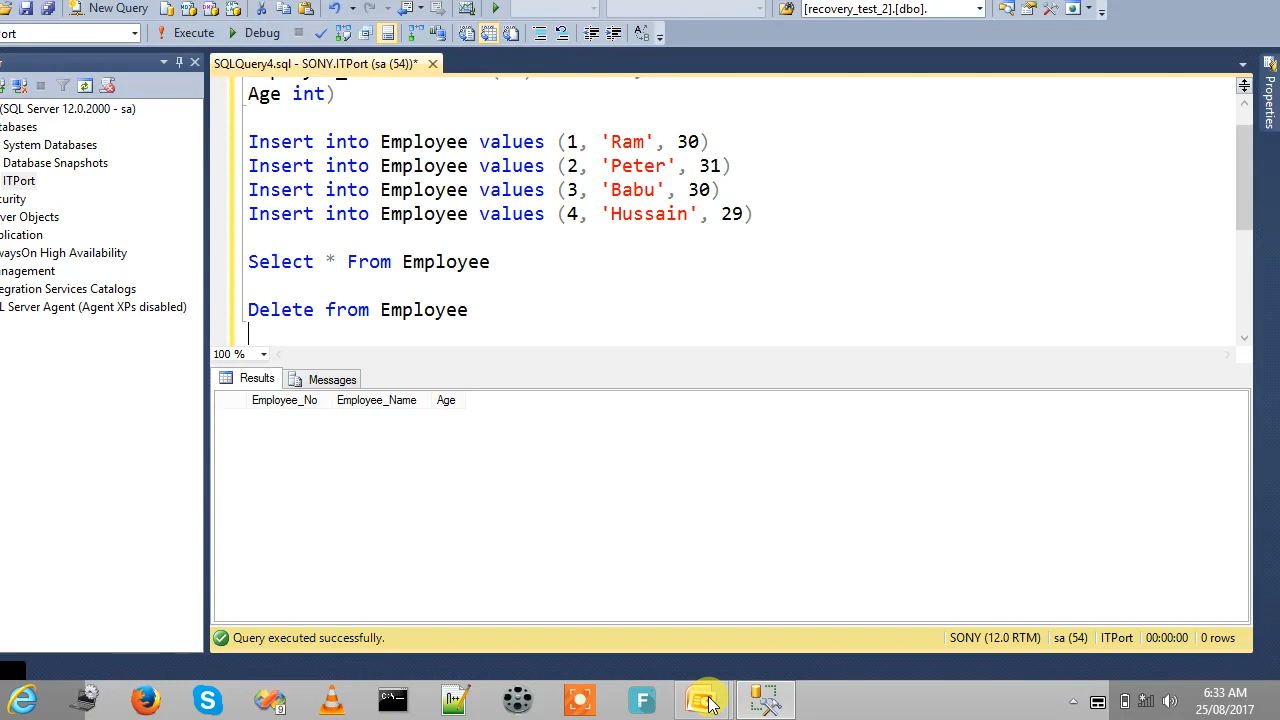 New Query
[recovery_test_2].[dbo].
ort
Execute
Debug
r
SQLQuery4.sql - SONY.ITPort (sa (54))*
Properties
(SQL Server 12.0.2000 - sa)
tabases
System Databases
Database Snapshots
ITPort
curity
ver Objects
plication
waysOn High Availability
nagement
egration Services Catalogs
L Server Agent (Agent XPs disabled)
Age int)
Insert into Employee values (1, 'Ram', 30)
Insert into Employee values (2, 'Peter', 31)
Insert into Employee values (3, 'Babu', 30)
Insert into Employee values (4, 'Hussain', 29)
Select * From Employee
Delete from Employee
100 %
Results
Messages
Employee_No Employee_Name Age
Query executed successfully.
SONY (12.0 RTM) sa (54) ITPort 00:00:00 0 rows
6:33 AM
25/08/2017